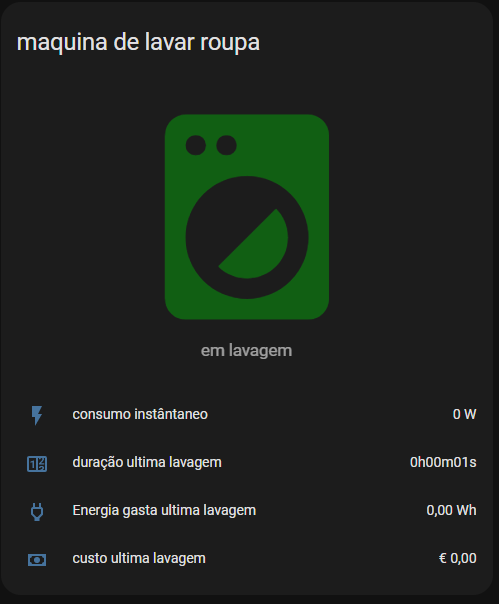 maquina de lavar roupa
em lavagem
consumo instântaneo 0 W
duração ultima lavagem 0h00m01s
Energia gasta ultima lavagem 0,00 Wh
custo ultima lavagem € 0,00